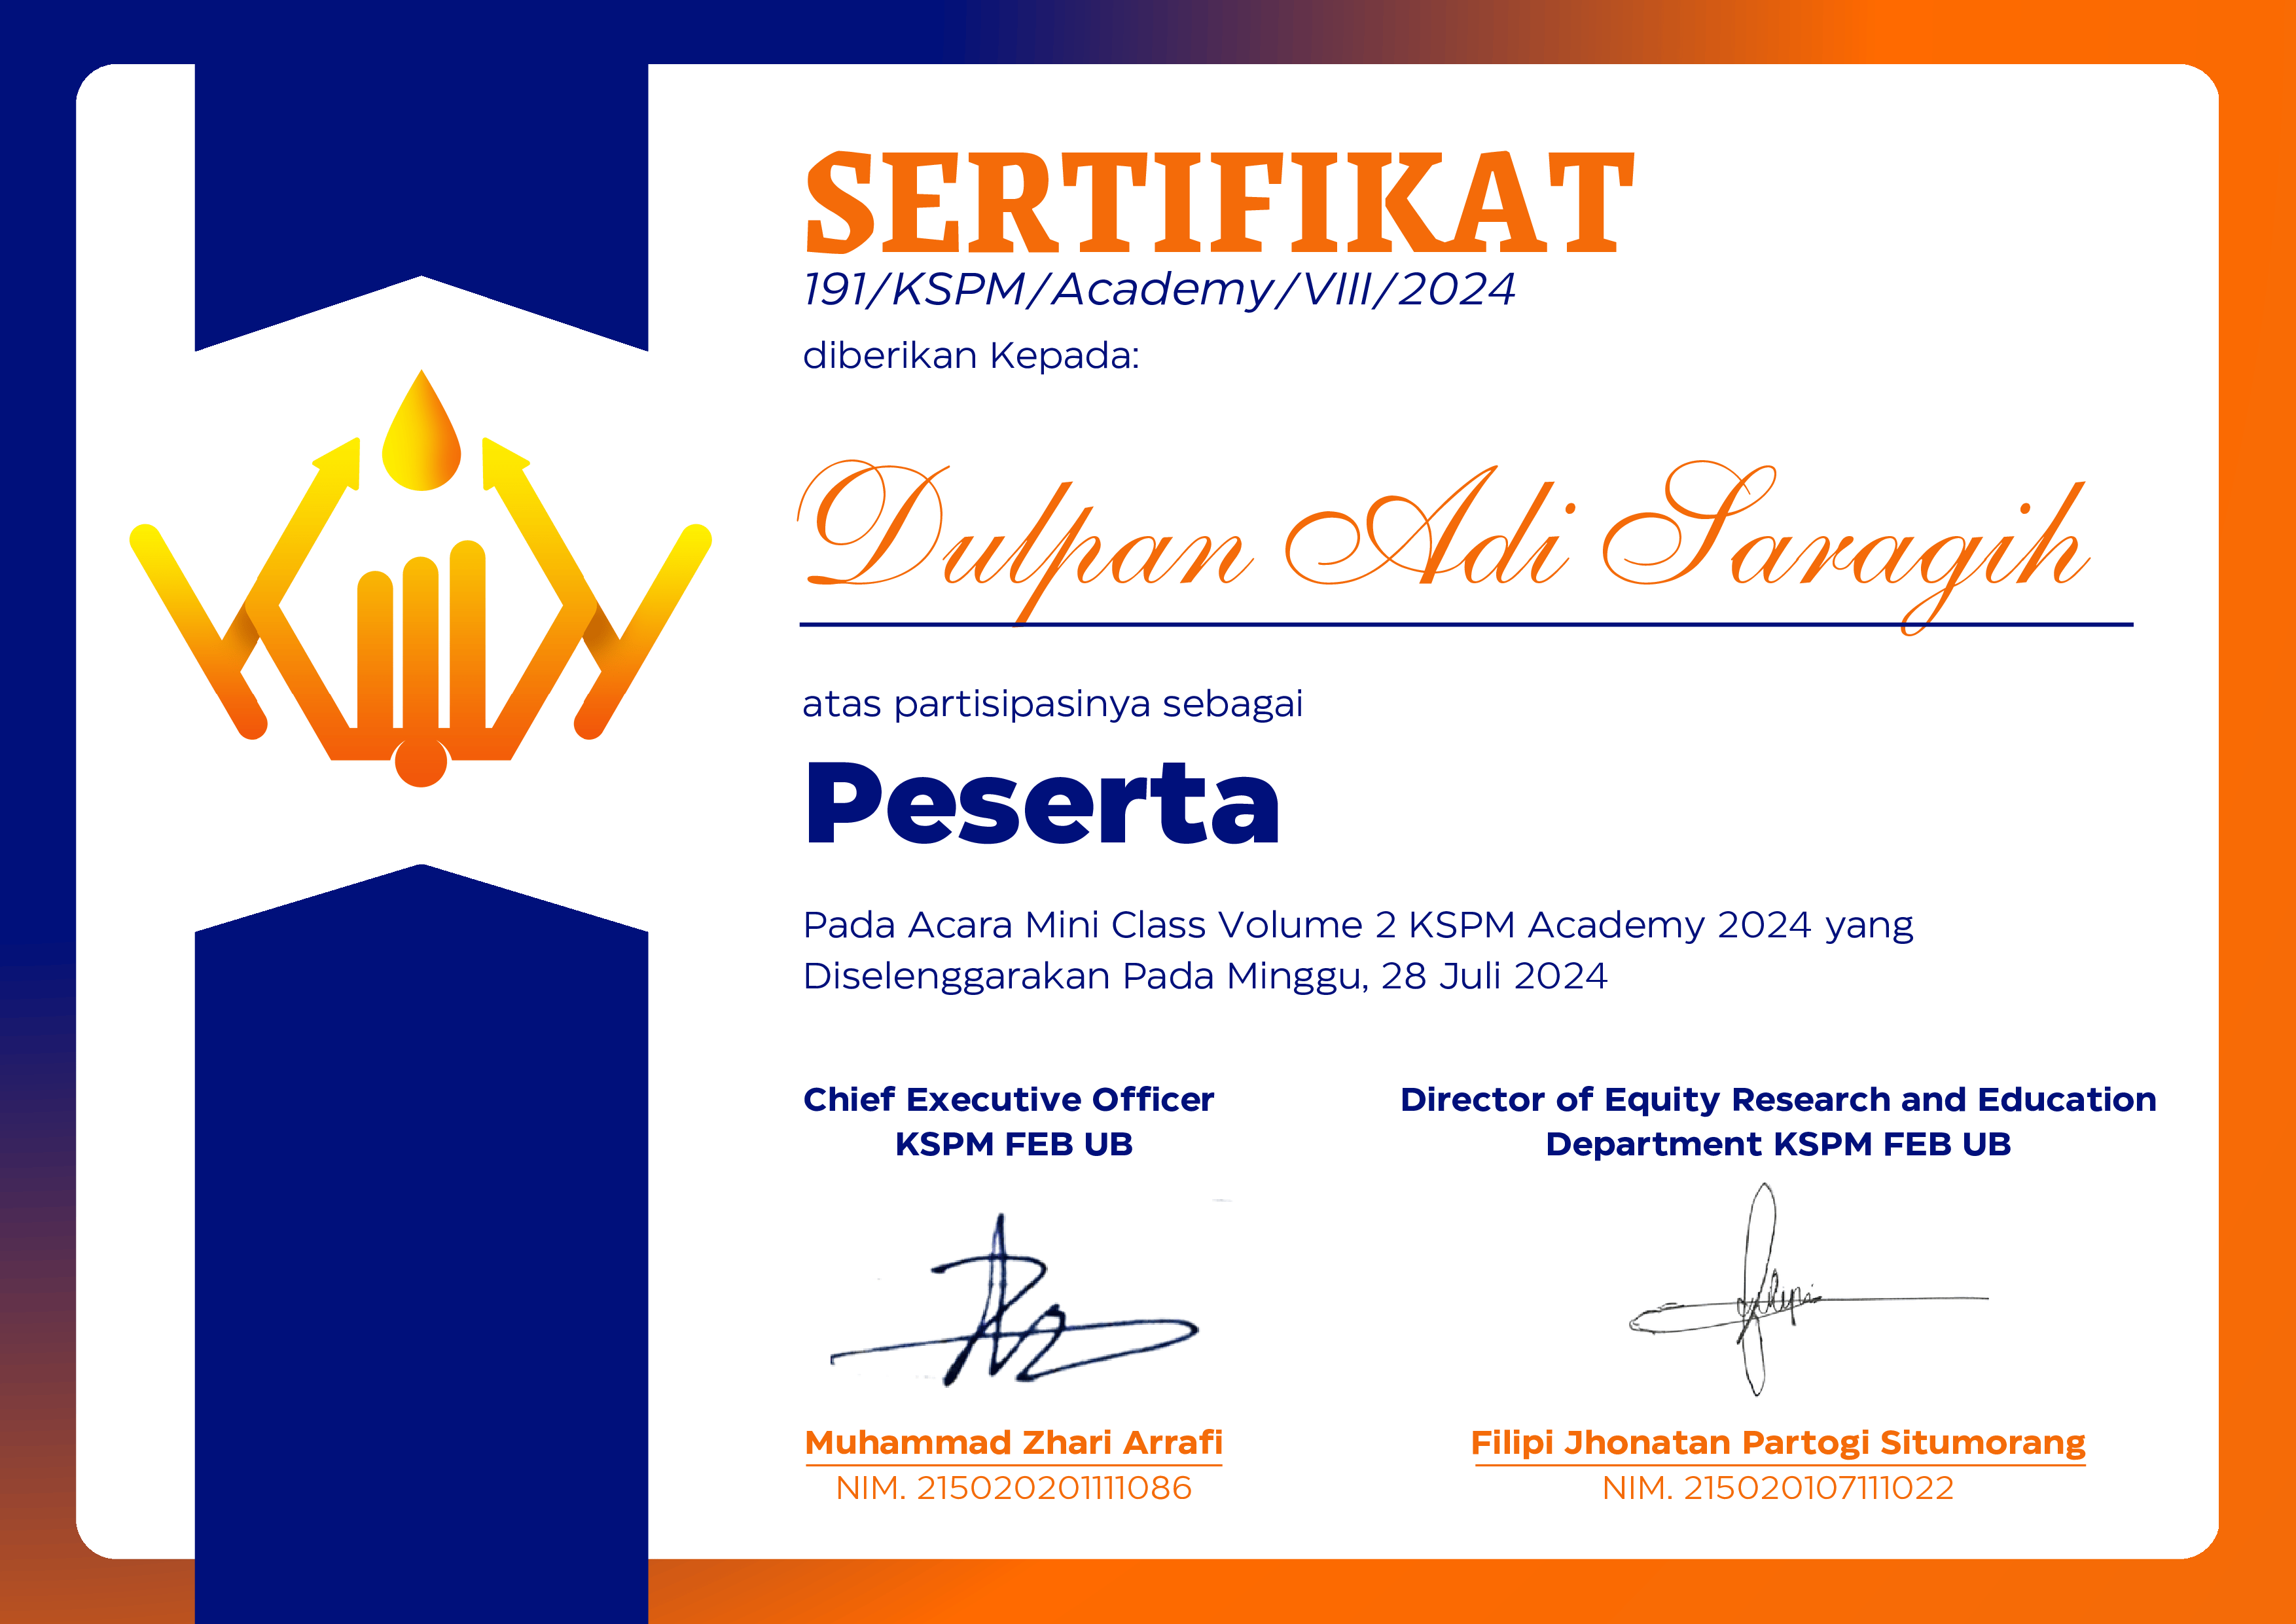 SERTIFIKAT
191/KSPM/Academy/VIII/2024
diberikan Kepada:
Dulpan Adi Saragih
atas partisipasinya sebagai
Peserta
Pada Acara Mini Class Volume 2 KSPM Academy 2024 yang
Diselenggarakan Pada Minggu, 28 Juli 2024
Chief Executive Officer
KSPM FEB UB
Muhammad Zhari Arrafi
NIM. 215020201111086
Director of Equity Research and Education
Department KSPM FEB UB
Filipi Jhonatan Partogi Situmorang
NIM. 215020107111022